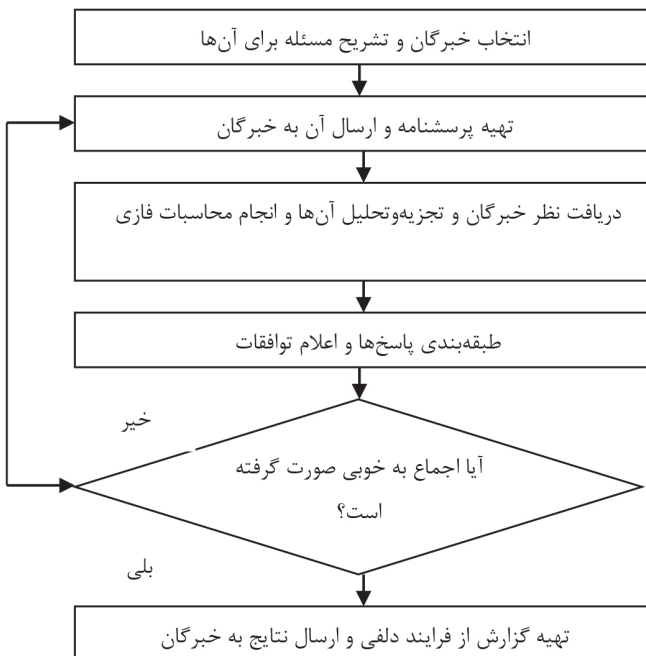 انتخاب خبرگان و تشریح مسئله برای آن‌ها
تهیه پرسشنامه و ارسال آن به خبرگان
دریافت نظر خبرگان و تجزیه‌وتحلیل آن‌ها و انجام محاسبات فازی
طبقه‌بندی پاسخ‌ها و اعلام توافقات
خیر
آیا اجماع به خوبی صورت گرفته
است؟
بلی
تهیه گزارش از فرایند دلفی و ارسال نتایج به خبرگان